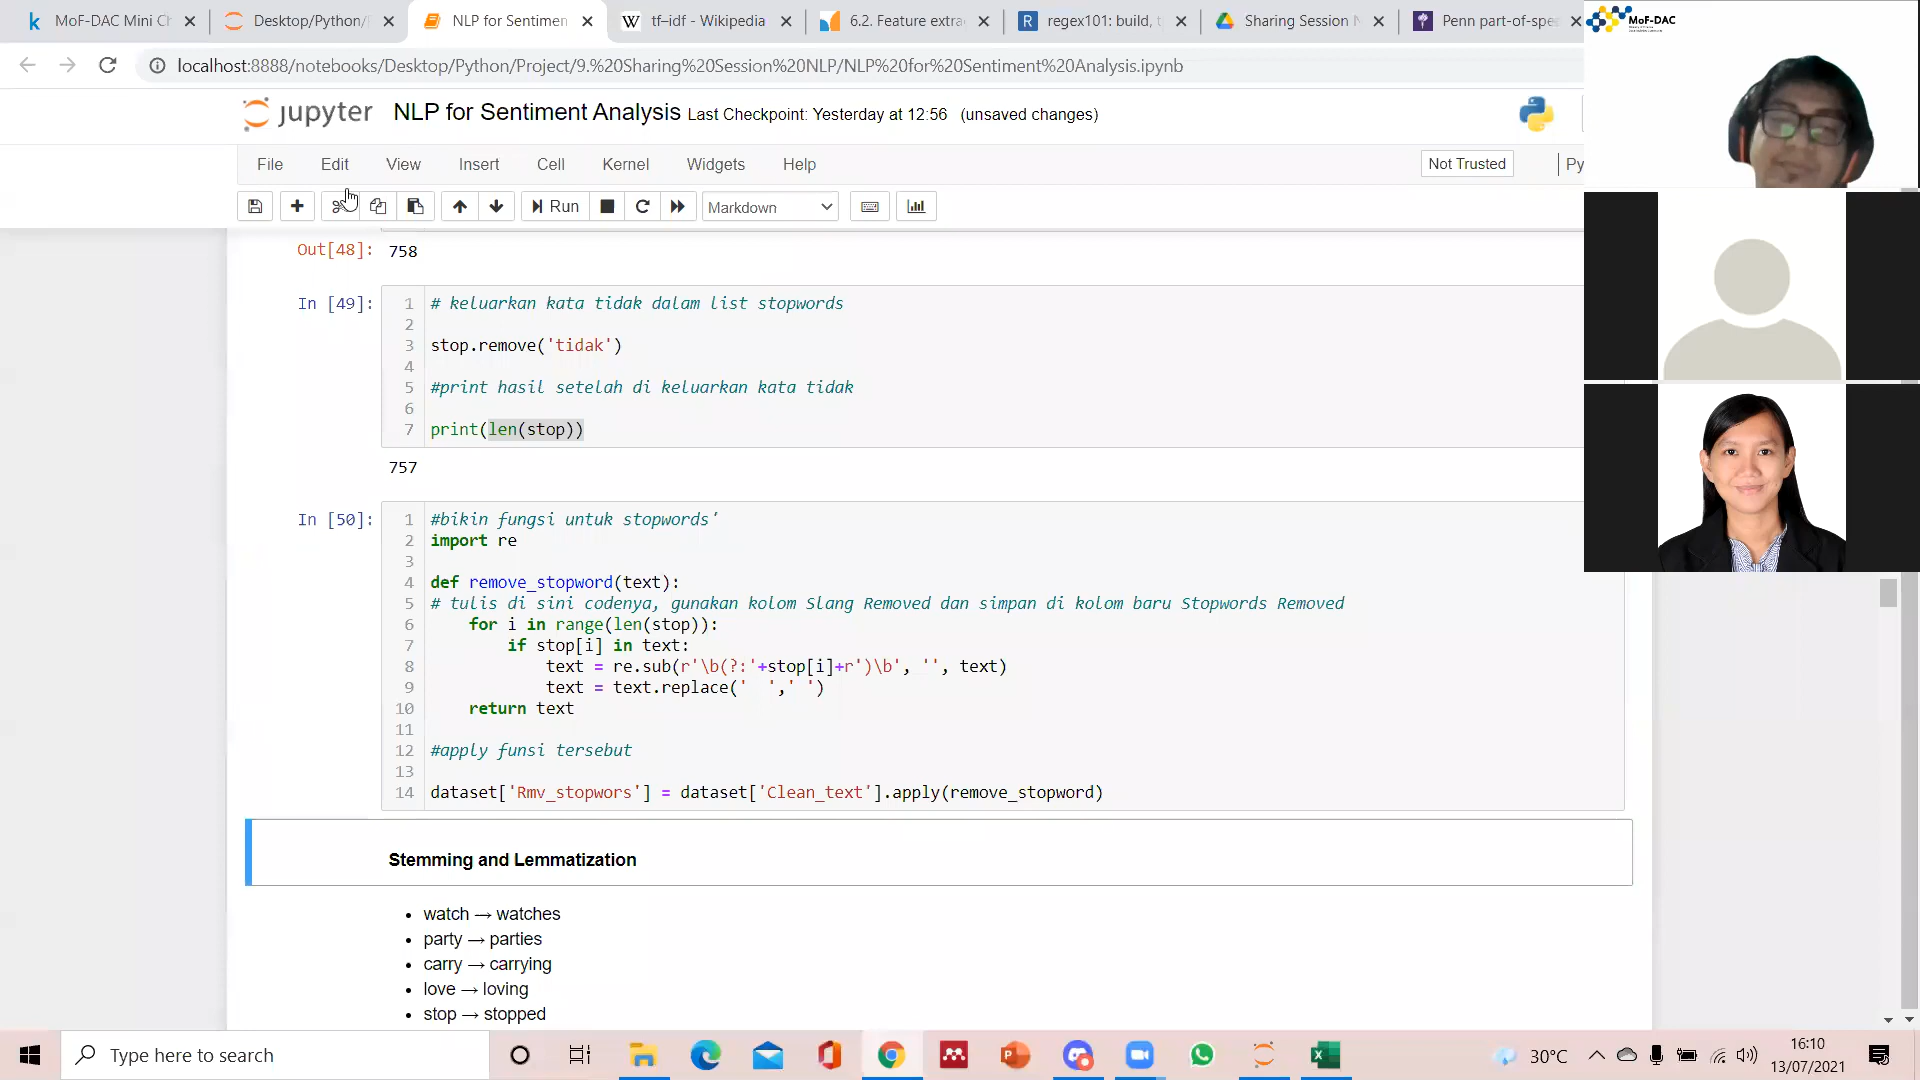 MoF-DAC Mini Ch
Desktop/Python/
NLP for Sentimen
tf–idf - Wikipedia
6.2. Feature extra
regex101: build, t
Sharing Session N
Penn part-of-spe
MoF-DAC
localhost:8888/notebooks/Desktop/Python/Project/9.%20Sharing%20Session%20NLP/NLP%20for%20Sentiment%20Analysis.ipynb
jupyter NLP for Sentiment Analysis Last Checkpoint: Yesterday at 12:56 (unsaved changes)
File Edit View Insert Cell Kernel Widgets Help Not Trusted Py
Run Markdown
Out[48]: 758
In [49]:
1 # keluarkan kata tidak dalam list stopwords
2
3 stop.remove('tidak')
4
5 #print hasil setelah di keluarkan kata tidak
6
7 print(len(stop))
757
In [50]:
1 #bikin fungsi untuk stopwords'
2 import re
3
4 def remove_stopword(text):
5 # tulis di sini codenya, gunakan kolom Slang Removed dan simpan di kolom baru Stopwords Removed
6 for i in range(len(stop)):
7 if stop[i] in text:
8 text = re.sub(r'\b(?:'+stop[i]+r')\b', '', text)
9 text = text.replace('  ',' ')
10 return text
11
12 #apply funsi tersebut
13
14 dataset['Rmv_stopwors'] = dataset['Clean_text'].apply(remove_stopword)
Stemming and Lemmatization
• watch → watches
• party → parties
• carry → carrying
• love → loving
• stop → stopped
Type here to search
30°C
16:10
13/07/2021